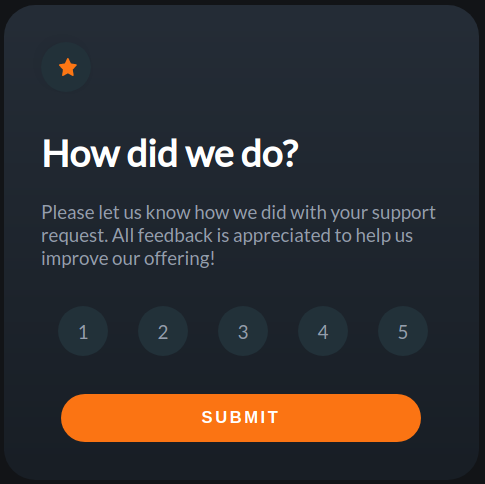 How did we do?
Please let us know how we did with your support
request. All feedback is appreciated to help us
improve our offering!
1 2 3 4 5
SUBMIT